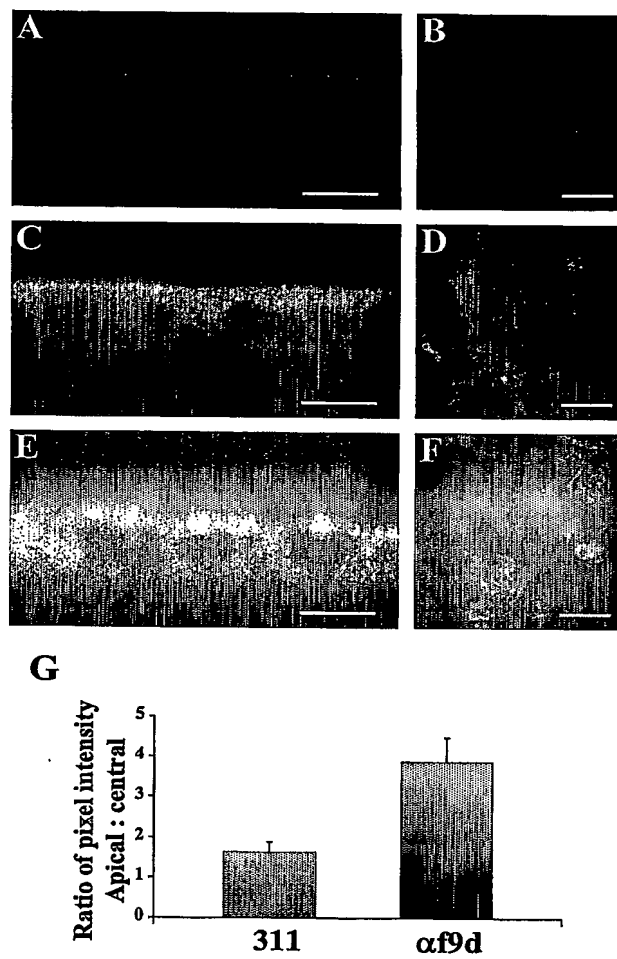 A
B
C
D
E
F
G
Ratio of pixel intensity
Apical : central
5
4
3
2
1
0
311
αf9d